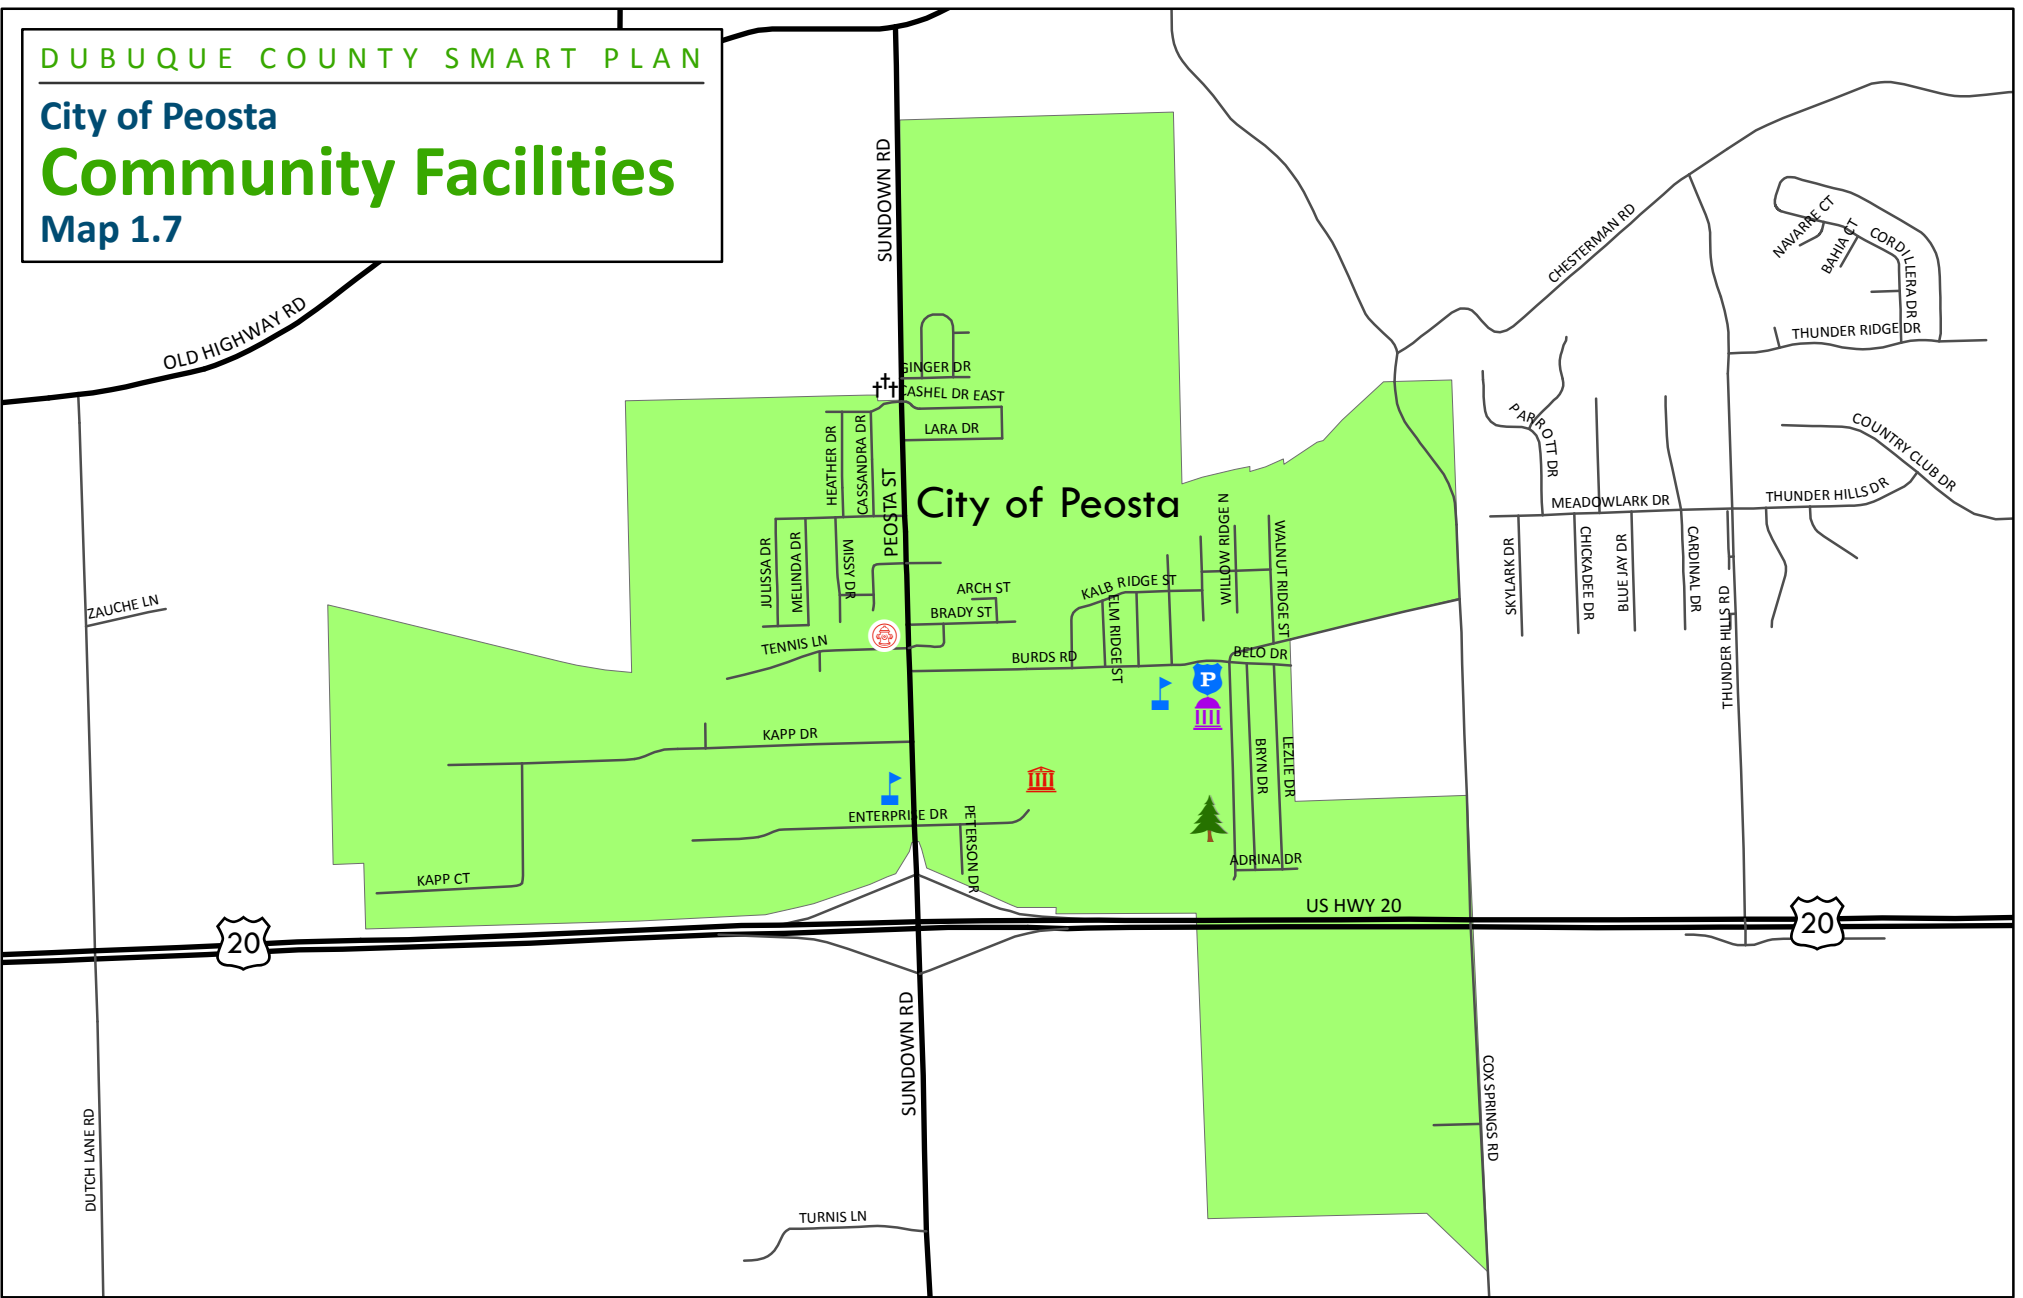 DUBUQUE COUNTY SMART PLAN
City of Peosta
Community Facilities
Map 1.7
OLD HIGHWAY RD
SUNDOWN RD
CHESTERMAN RD
NAVARRE CT
BAHIA CT
CORDILLERA DR
THUNDER RIDGE DR
GINGER DR
CASHEL DR EAST
LARA DR
HEATHER DR
CASSANDRA DR
PEOSTA ST
City of Peosta
PARROTT DR
COUNTRY CLUB DR
MEADOWLARK DR
THUNDER HILLS DR
JULISSA DR
MELINDA DR
MISSY DR
ARCH ST
BRADY ST
KALB RIDGE ST
ELM RIDGE ST
WILLOW RIDGE N
WALNUT RIDGE ST
SKYLARK DR
CHICKADEE DR
BLUE JAY DR
CARDINAL DR
THUNDER HILLS RD
ZAUCHE LN
TENNIS LN
BURDS RD
BELO DR
P
KAPP DR
BRYN DR
LEZLIE DR
ENTERPRISE DR
PETERSON DR
ADRINA DR
KAPP CT
US HWY 20
20
20
SUNDOWN RD
COX SPRINGS RD
DUTCH LANE RD
TURNIS LN